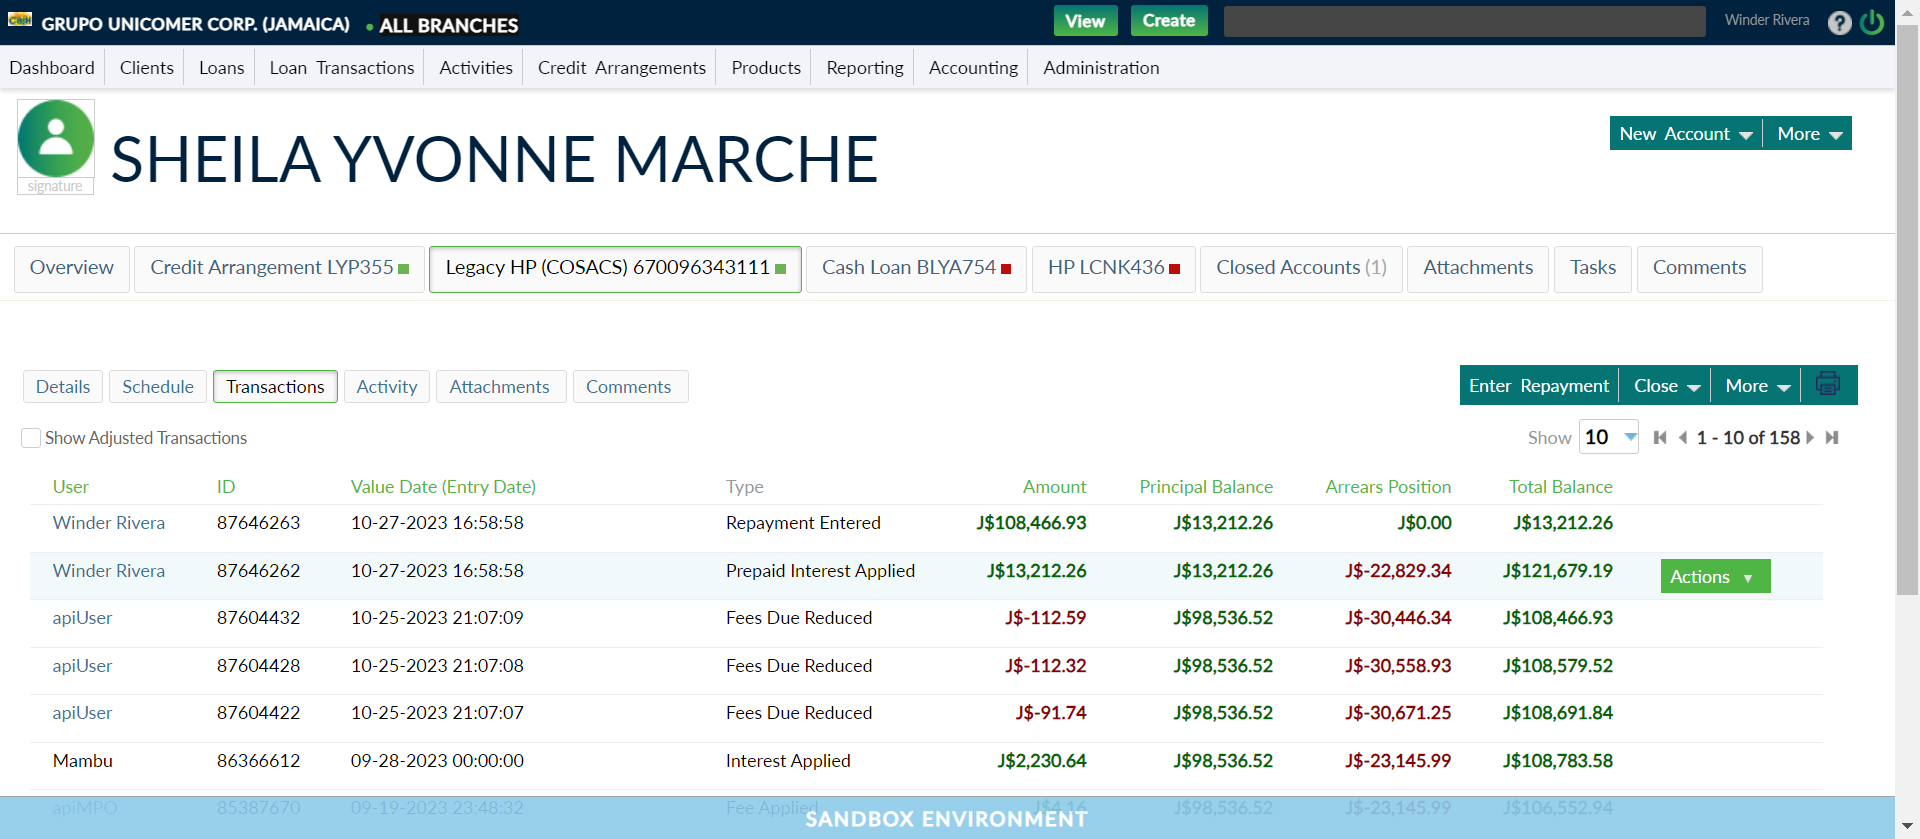 Cash GRUPO UNICOMER CORP. (JAMAICA) • ALL BRANCHES View Create Winder Rivera ?
Dashboard Clients Loans Loan Transactions Activities Credit Arrangements Products Reporting Accounting Administration
signature
SHEILA YVONNE MARCHE
New Account More
Overview Credit Arrangement LYP355 Legacy HP (COSACS) 670096343111 Cash Loan BLYA754 HP LCNK436 Closed Accounts (1) Attachments Tasks Comments
Details Schedule Transactions Activity Attachments Comments Enter Repayment Close More
Show Adjusted Transactions Show 10 1 - 10 of 158
User ID Value Date (Entry Date) Type Amount Principal Balance Arrears Position Total Balance
Winder Rivera 87646263 10-27-2023 16:58:58 Repayment Entered J$108,466.93 J$13,212.26 J$0.00 J$13,212.26
Winder Rivera 87646262 10-27-2023 16:58:58 Prepaid Interest Applied J$13,212.26 J$13,212.26 J$-22,829.34 J$121,679.19 Actions
apiUser 87604432 10-25-2023 21:07:09 Fees Due Reduced J$-112.59 J$98,536.52 J$-30,446.34 J$108,466.93
apiUser 87604428 10-25-2023 21:07:08 Fees Due Reduced J$-112.32 J$98,536.52 J$-30,558.93 J$108,579.52
apiUser 87604422 10-25-2023 21:07:07 Fees Due Reduced J$-91.74 J$98,536.52 J$-30,671.25 J$108,691.84
Mambu 86366612 09-28-2023 00:00:00 Interest Applied J$2,230.64 J$98,536.52 J$-23,145.99 J$108,783.58
apiMPO 85387670 09-19-2023 23:48:32 Fee Applied J$4.16 J$98,536.52 J$-23,145.99 J$106,552.94
SANDBOX ENVIRONMENT